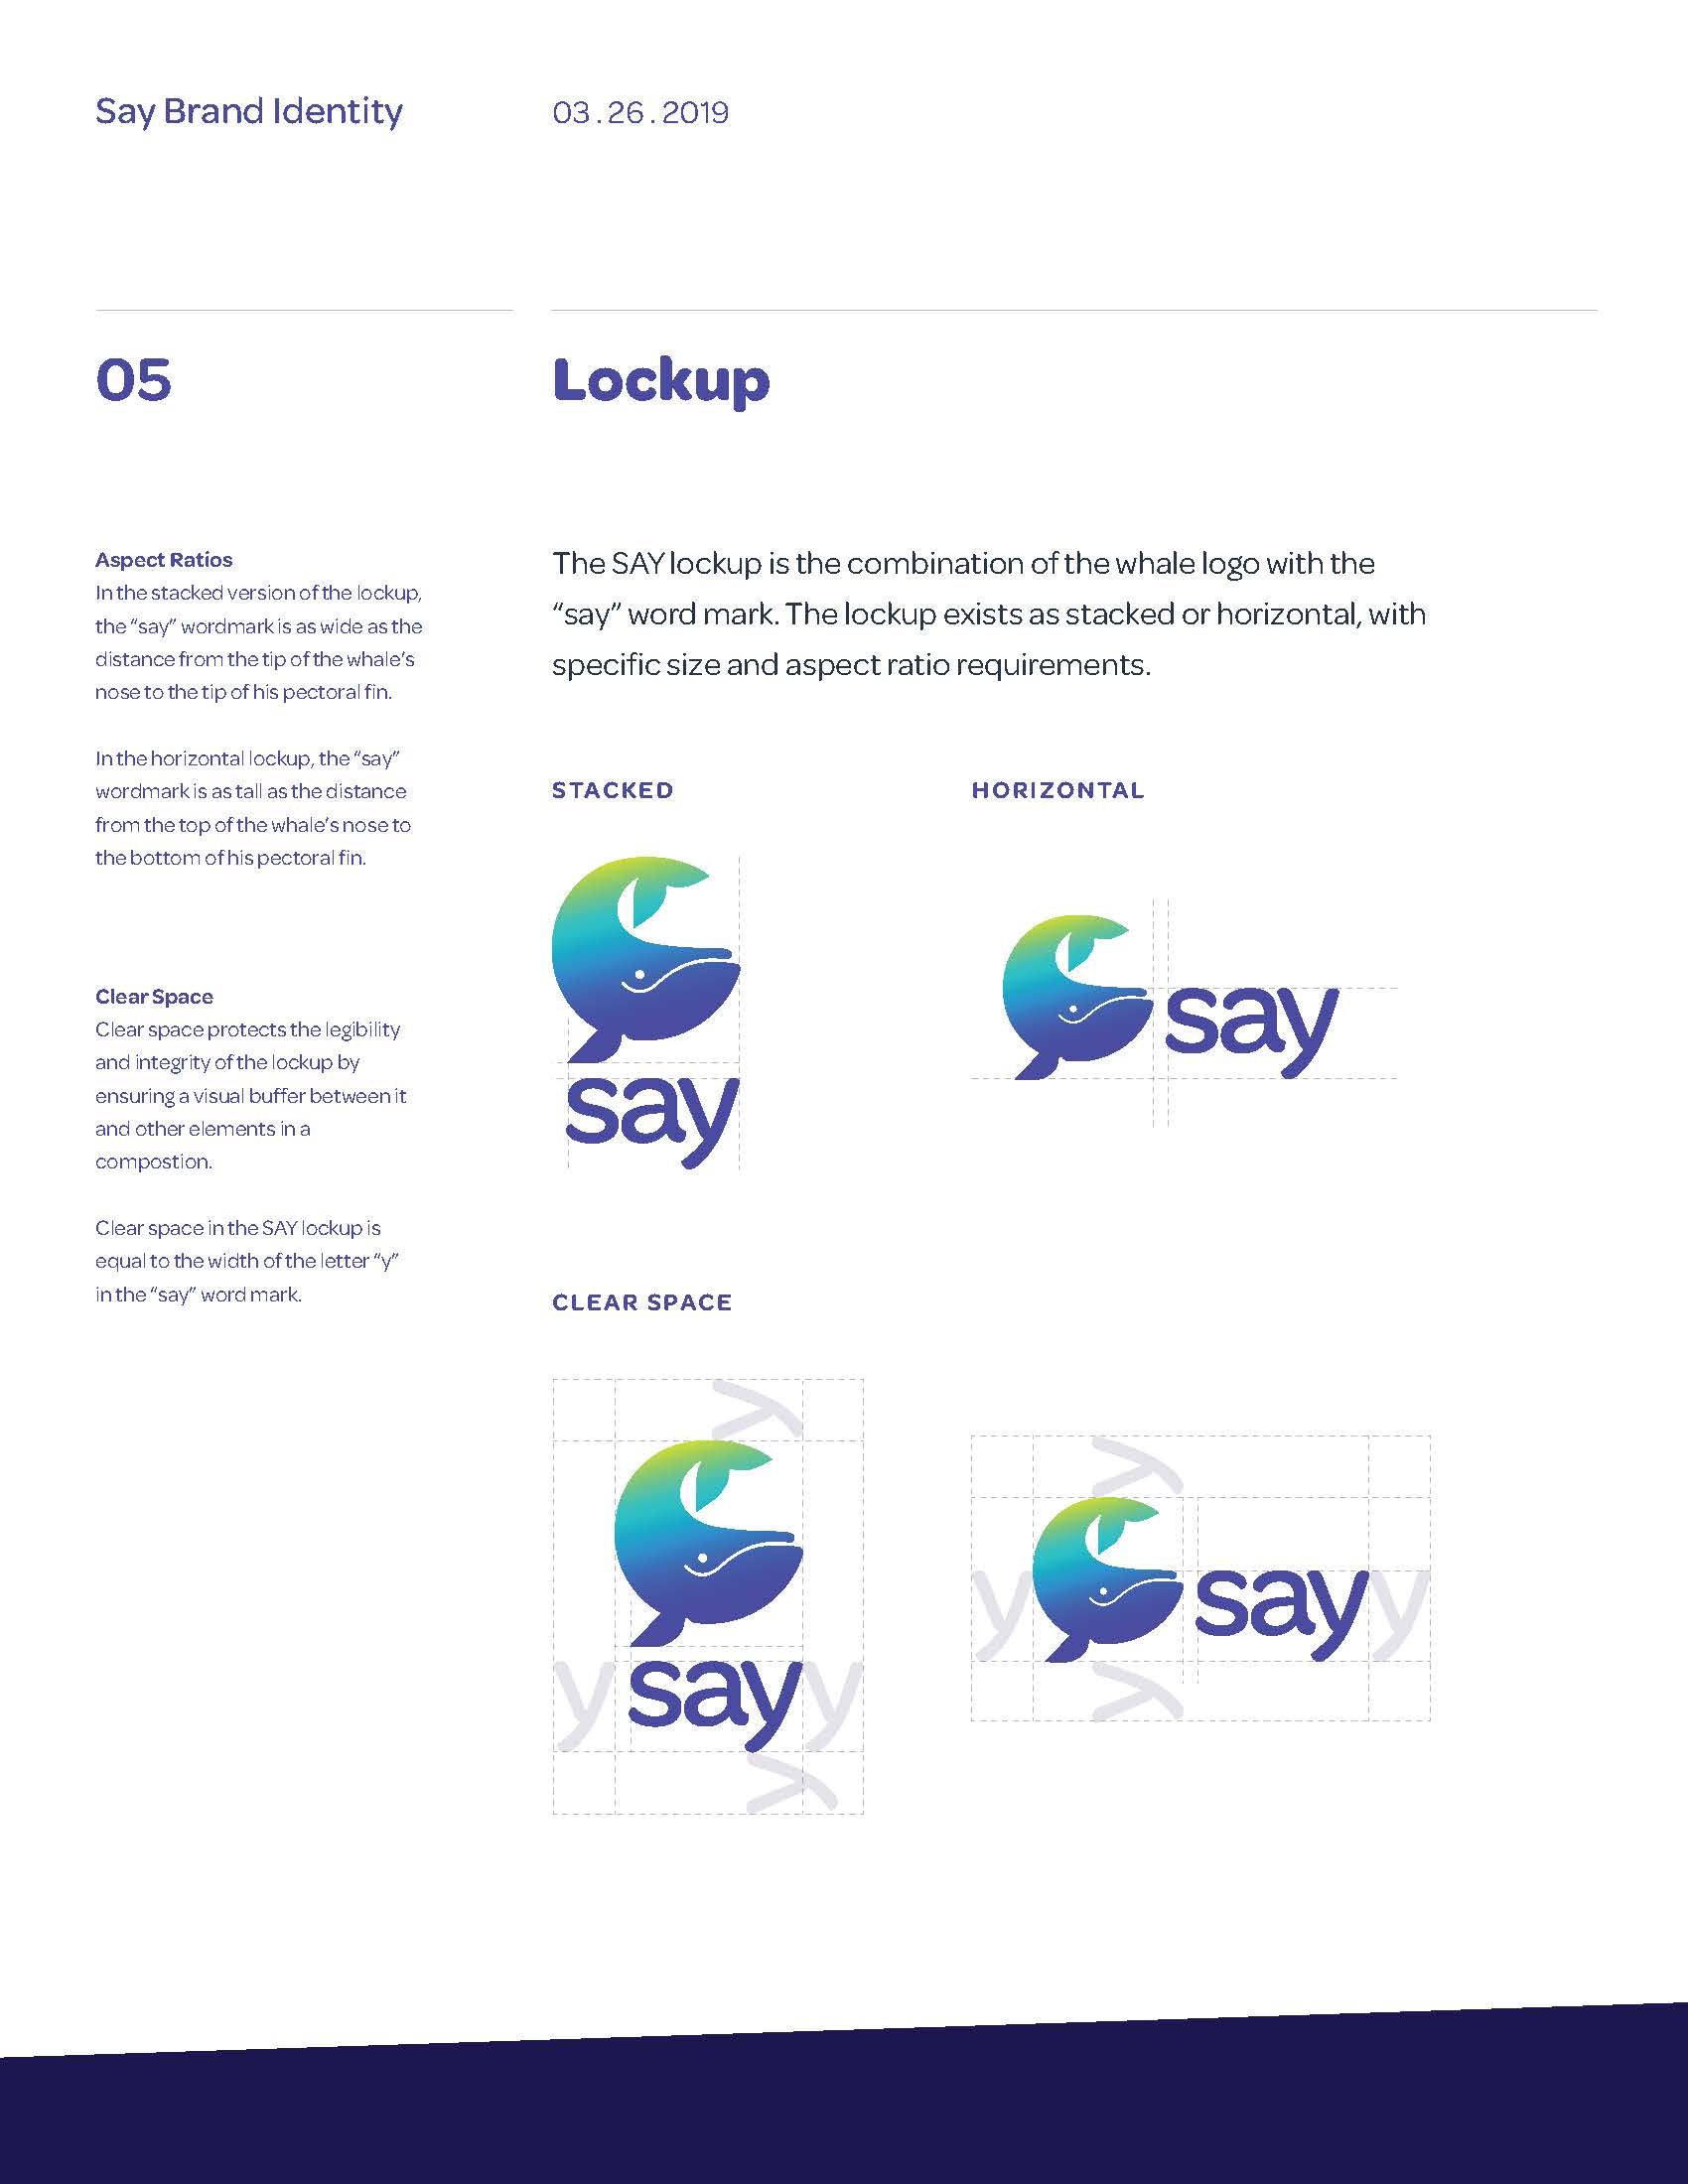 Say Brand Identity
03.26.2019
05
Lockup
Aspect Ratios
In the stacked version of the lockup,
the “say” wordmark is as wide as the
distance from the tip of the whale’s
nose to the tip of his pectoral fin.
In the horizontal lockup, the “say”
wordmark is as tall as the distance
from the top of the whale’s nose to
the bottom of his pectoral fin.
Clear Space
Clear space protects the legibility
and integrity of the lockup by
ensuring a visual buffer between it
and other elements in a
compostion.
Clear space in the SAY lockup is
equal to the width of the letter “y”
in the “say” word mark.
The SAY lockup is the combination of the whale logo with the
“say” word mark. The lockup exists as stacked or horizontal, with
specific size and aspect ratio requirements.
STACKED
say
HORIZONTAL
say
CLEAR SPACE
y
y say y
y
y
y say y
y